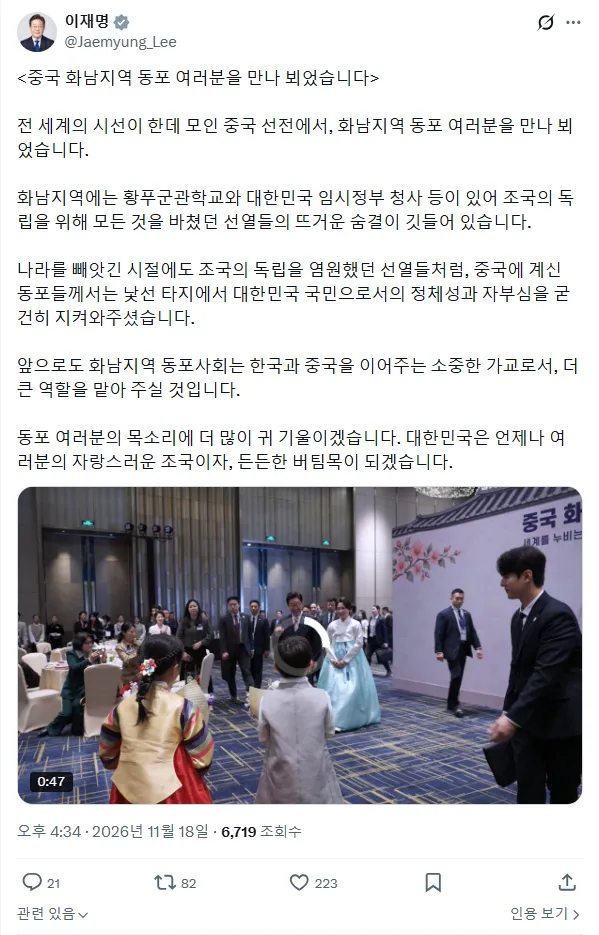 이재명
@Jaemyung_Lee
<중국 화남지역 동포 여러분을 만나 뵈었습니다>
전 세계의 시선이 한데 모인 중국 선전에서, 화남지역 동포 여러분을 만나 뵈
었습니다.
화남지역에는 황푸군관학교와 대한민국 임시정부 청사 등이 있어 조국의 독
립을 위해 모든 것을 바쳤던 선열들의 뜨거운 숨결이 깃들어 있습니다.
나라를 빼앗긴 시절에도 조국의 독립을 염원했던 선열들처럼, 중국에 계신
동포들께서는 낯선 타지에서 대한민국 국민으로서의 정체성과 자부심을 굳
건히 지켜와주셨습니다.
앞으로도 화남지역 동포사회는 한국과 중국을 이어주는 소중한 가교로서, 더
큰 역할을 맡아 주실 것입니다.
동포 여러분의 목소리에 더 많이 귀 기울이겠습니다. 대한민국은 언제나 여
러분의 자랑스러운 조국이자, 든든한 버팀목이 되겠습니다.
중국 화
세계를 누비는
0:47
오후 4:34 · 2026년 11월 18일 · 6,719 조회수
21 82 223
관련 있음 인용 보기